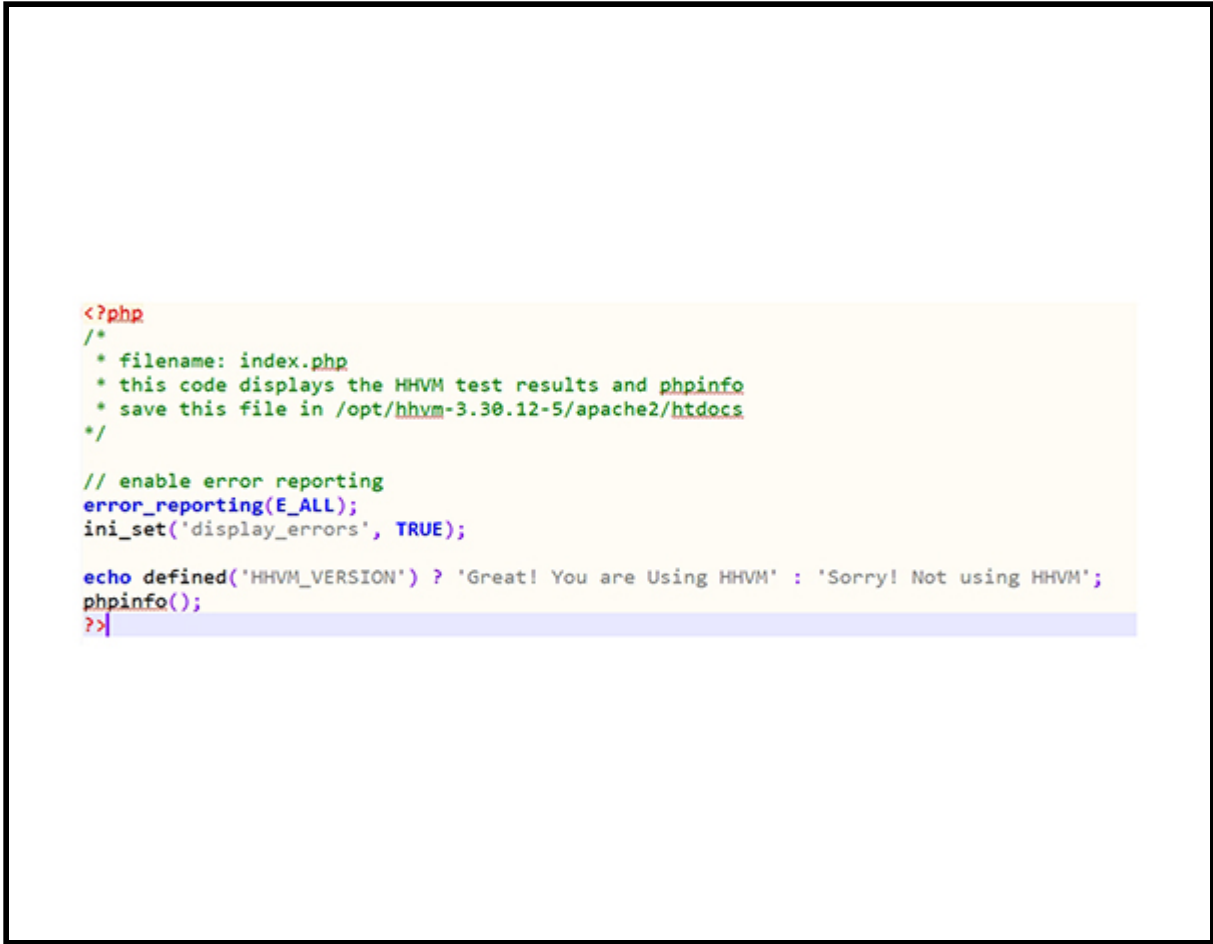 <?php
/*
 * filename: index.php
 * this code displays the HHVM test results and phpinfo
 * save this file in /opt/hhvm-3.30.12-5/apache2/htdocs
*/

// enable error reporting
error_reporting(E_ALL);
ini_set('display_errors', TRUE);

echo defined('HHVM_VERSION') ? 'Great! You are Using HHVM' : 'Sorry! Not using HHVM';
phpinfo();
?>